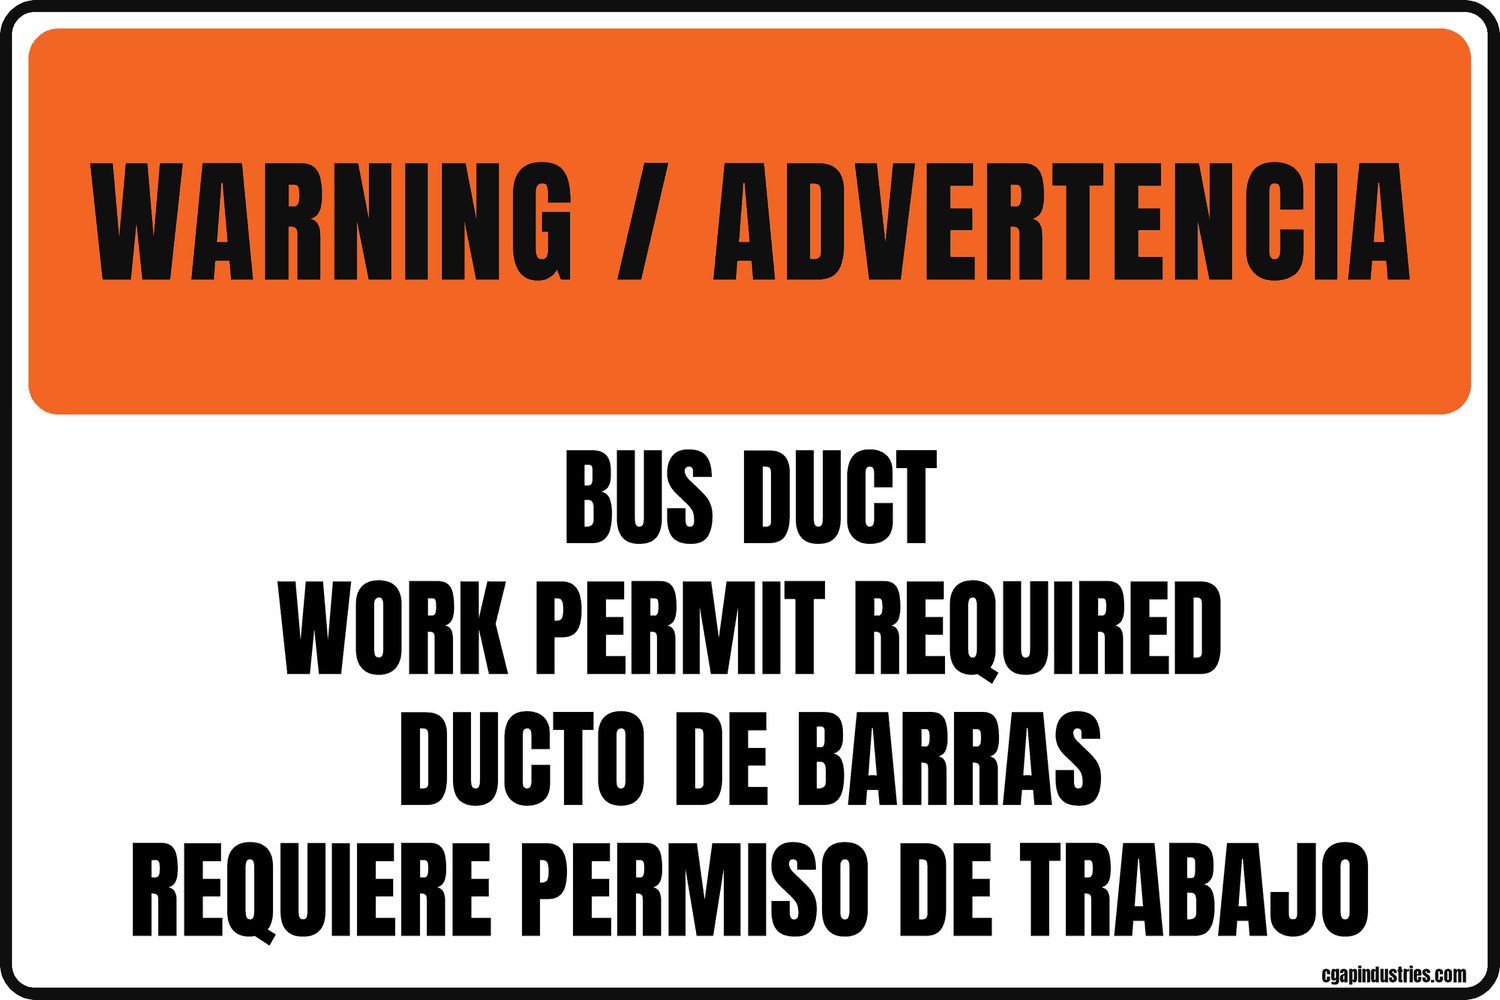 WARNING / ADVERTENCIA
BUS DUCT
WORK PERMIT REQUIRED
DUCTO DE BARRAS
REQUIERE PERMISO DE TRABAJO
cgapindustries.com